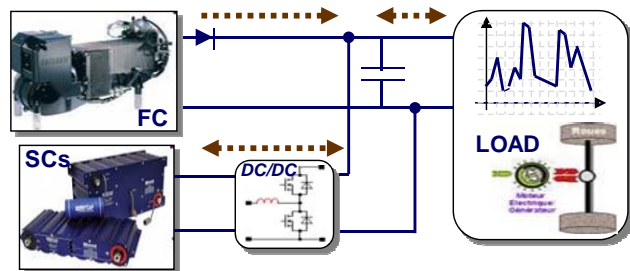 FC
SCs
DC/DC
LOAD
Roues
Moteur
Electrique/
Générateur